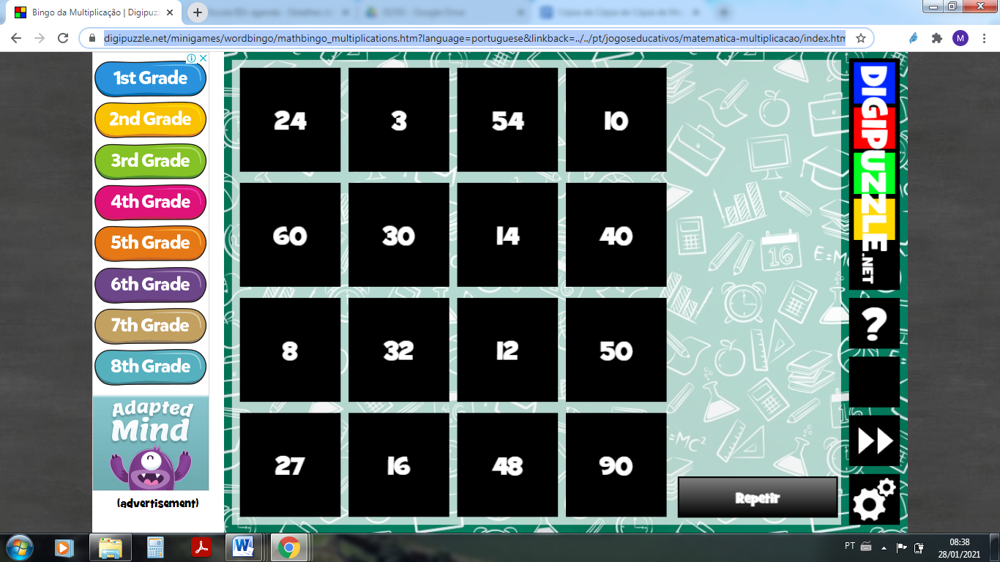 Bingo da Multiplicação | Digipuzz
digipuzzle.net/minigames/wordbingo/mathbingo_multiplications.htm?language=portuguese&linkback=../../pt/jogoseducativos/matematica-multiplicacao/index.htm
M
1st Grade
2nd Grade
3rd Grade
4th Grade
5th Grade
6th Grade
7th Grade
8th Grade
Adapted
Mind
(advertisement)
24 3 54 10
60 30 14 40
8 32 12 50
27 16 48 90
16
E=MC
=MC²
Repetir
DIGIPUZZLE.NET
?
PT
08:38
28/01/2021